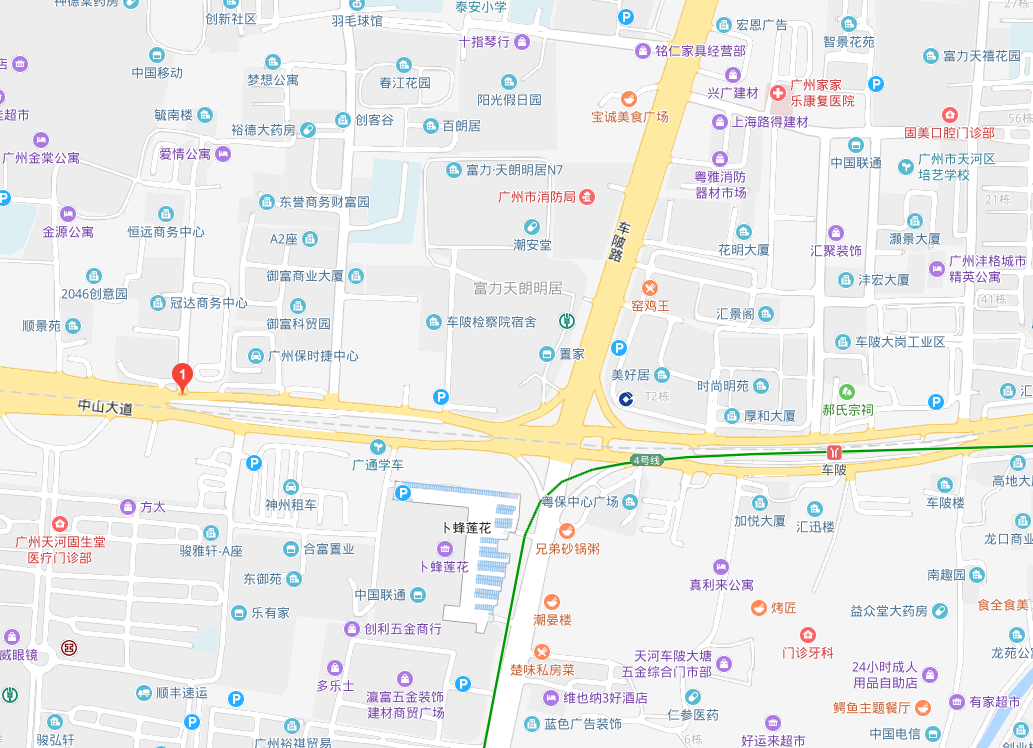 神德某药房
创新社区
羽毛球馆
泰安小学
宏恩广告
27栋
十指琴行
铭仁家具经营部
智景花苑
富力天禧花园
店
中国移动
梦想公寓
春江花园
阳光假日园
兴广建材
广州家家
乐康复医院
佳超市
毓南楼
裕德大药房
创客谷
百朗居
宝诚美食广场
上海路得建材
固美口腔门诊部
56栋
广州金棠公寓
爱情公寓
富力·天朗明居N7
中国联通
广州市天河区
培艺学校
粤雅消防
器材市场
金源公寓
恒远商务中心
东誉商务财富园
广州市消防局
21栋
A2座
潮安堂
车陂路
花明大厦
汇聚装饰
灏景大厦
2046创意园
御富商业大厦
富力天朗明居
窑鸡王
沣宏大厦
广州沣格城市
精英公寓
41栋
顺景苑
冠达商务中心
御富科贸园
车陂检察院宿舍
汇景阁
车陂大岗工业区
广州保时捷中心
置家
美好居
T2栋
时尚明苑
1
中山大道
厚和大厦
郝氏宗祠
汇
广通学车
4号线
车陂
神州租车
方太
粤保中心广场
加悦大厦
汇迅楼
车陂楼
高地大
广州天河固生堂
医疗门诊部
骏雅轩-A座
合富置业
卜蜂莲花
卜蜂莲花
兄弟砂锅粥
龙口商业
东御苑
中国联通
真利来公寓
南趣园
乐有家
潮晏楼
烤匠
益众堂大药房
食全食美
威眼镜
创利五金商行
门诊牙科
龙苑公
多乐士
楚味私房菜
天河车陂大塘
五金综合门市部
24小时成人
用品自助店
顺丰速运
瀛富五金装饰
建材商贸广场
维也纳3好酒店
仁参医药
鳄鱼主题餐厅
有家超市
骏弘轩
广州裕祺贸易
蓝色广告装饰
6栋
好运来超市
中国电信